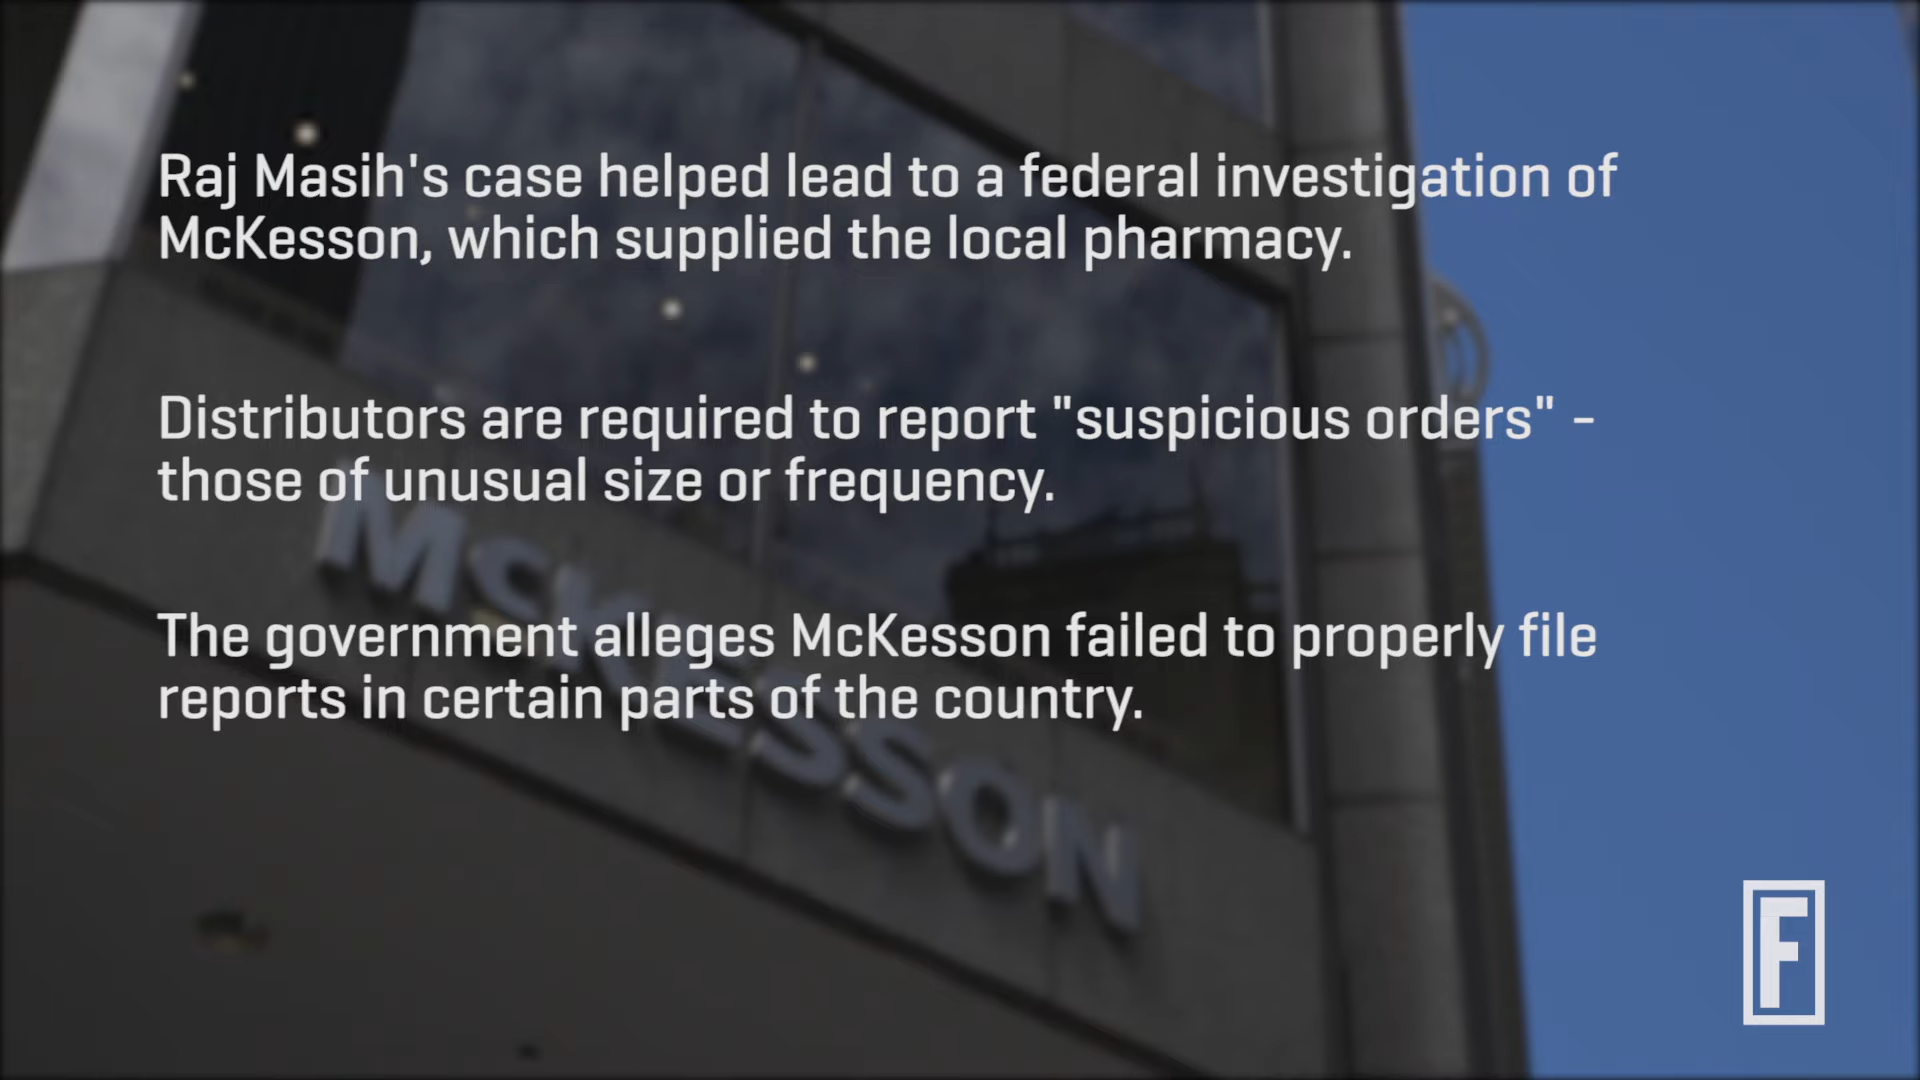 Raj Masih's case helped lead to a federal investigation of
McKesson, which supplied the local pharmacy.
Distributors are required to report "suspicious orders" -
those of unusual size or frequency.
The government alleges McKesson failed to properly file
reports in certain parts of the country.
McKESSON
F